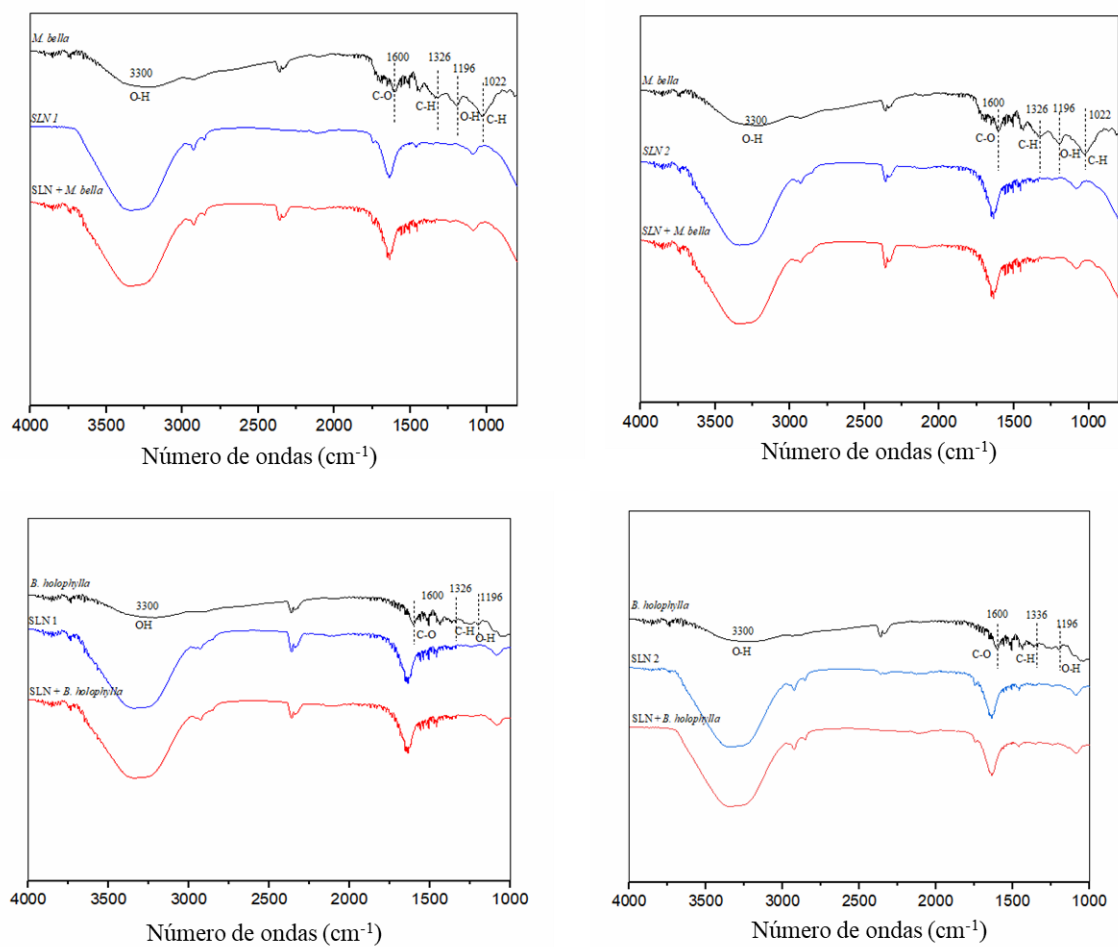 M. bella
3300
O-H
1600
1326
1196
1022
C-O
C-H
O-H
C-H
SLN 1
SLN + M. bella
4000 3500 3000 2500 2000 1500 1000
Número de ondas (cm-1)
M. bella
3300
O-H
1600
1326
1196
1022
C-O
C-H
O-H
C-H
SLN 2
SLN + M. bella
4000 3500 3000 2500 2000 1500 1000
Número de ondas (cm-1)
B. holophylla
3300
OH
1600
1326
1196
C-O
C-H
O-H
SLN 1
SLN + B. holophylla
4000 3500 3000 2500 2000 1500 1000
Número de ondas (cm-1)
B. holophylla
3300
O-H
1600
1336
1196
C-O
C-H
O-H
SLN 2
SLN + B. holophylla
4000 3500 3000 2500 2000 1500 1000
Número de ondas (cm-1)